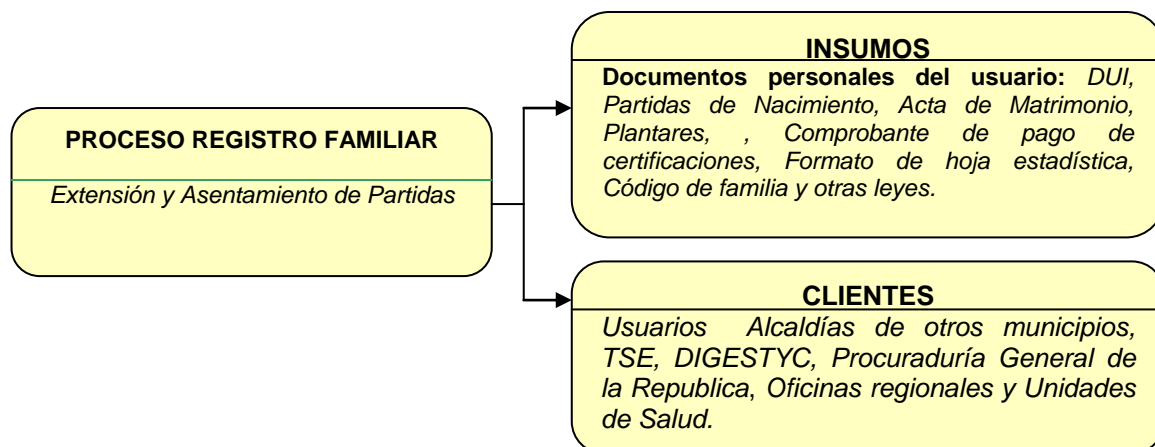 PROCESO REGISTRO FAMILIAR
Extensión y Asentamiento de Partidas
INSUMOS
Documentos personales del usuario: DUI,
Partidas de Nacimiento, Acta de Matrimonio,
Plantares, , Comprobante de pago de
certificaciones, Formato de hoja estadística,
Código de familia y otras leyes.
CLIENTES
Usuarios Alcaldías de otros municipios,
TSE, DIGESTYC, Procuraduría General de
la Republica, Oficinas regionales y Unidades
de Salud.